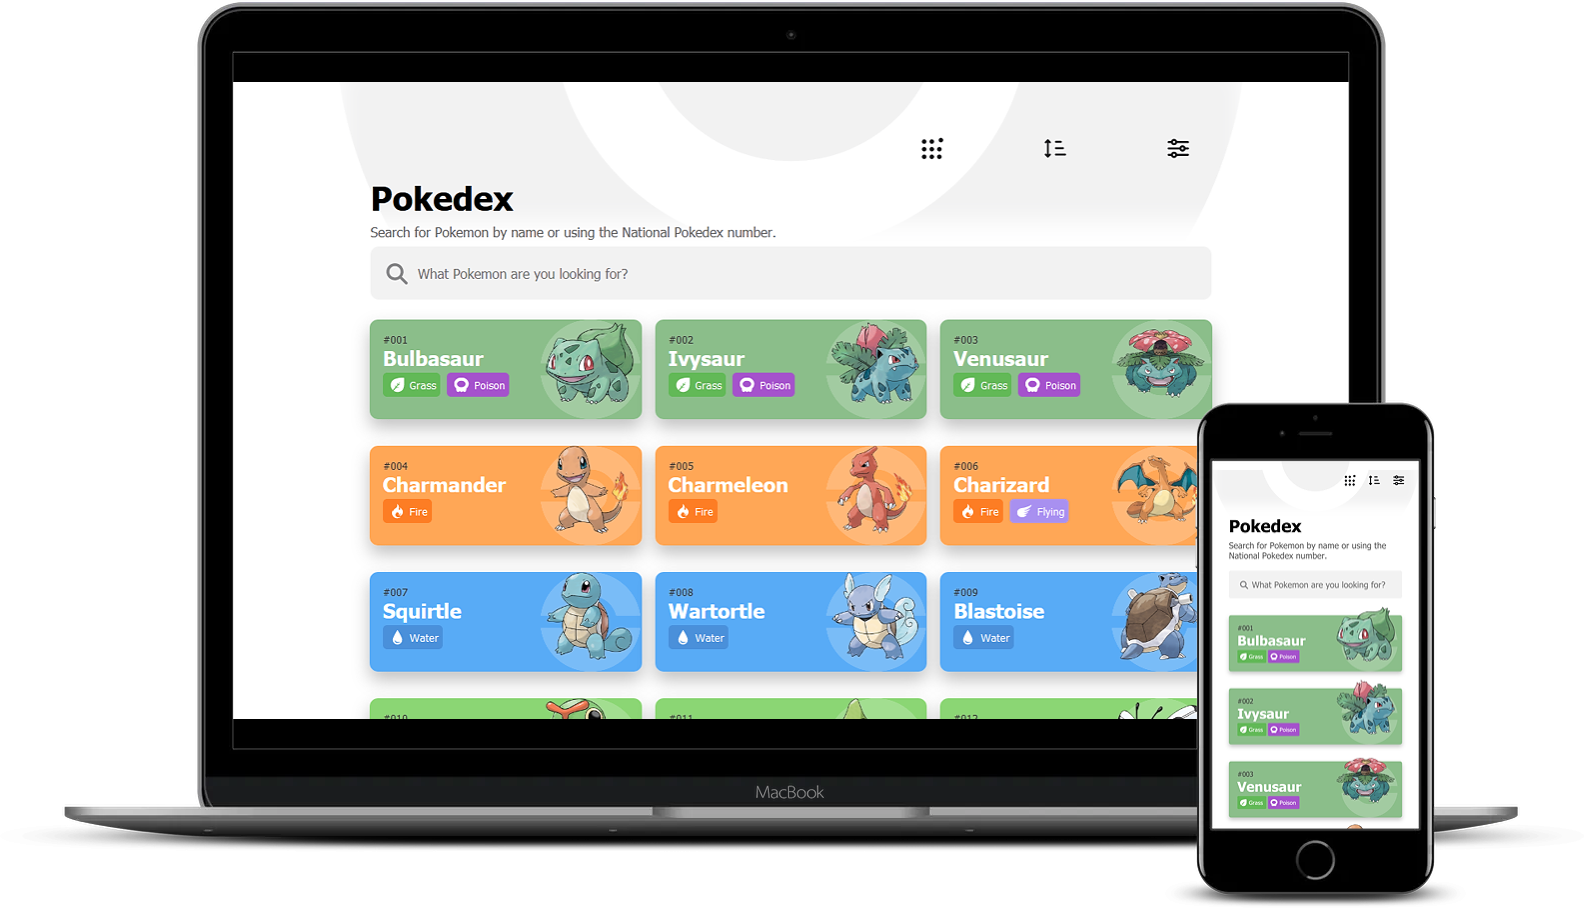 Pokedex
Search for Pokemon by name or using the National Pokedex number.
What Pokemon are you looking for?
#001
Bulbasaur
Grass Poison
#002
Ivysaur
Grass Poison
#003
Venusaur
Grass Poison
#004
Charmander
Fire
#005
Charmeleon
Fire
#006
Charizard
Fire Flying
#007
Squirtle
Water
#008
Wartortle
Water
#009
Blastoise
Water
#010
#011
#012
MacBook
Pokedex
Search for Pokemon by name or using the
National Pokedex number.
What Pokemon are you looking for?
#001
Bulbasaur
Grass Poison
#002
Ivysaur
Grass Poison
#003
Venusaur
Grass Poison